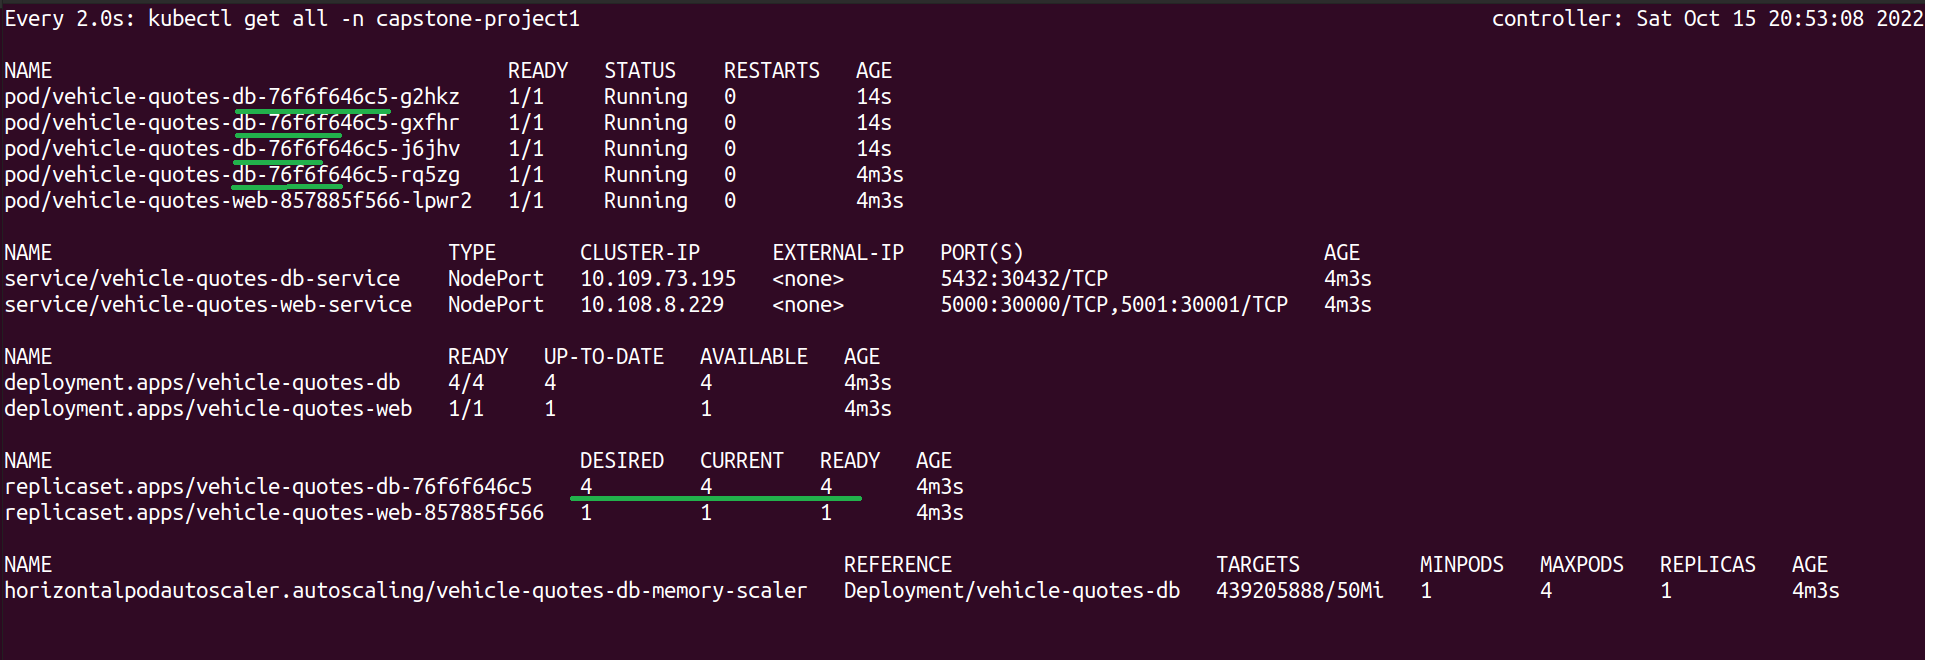 Every 2.0s: kubectl get all -n capstone-project1 controller: Sat Oct 15 20:53:08 2022
NAME READY STATUS RESTARTS AGE
pod/vehicle-quotes-db-76f6f646c5-g2hkz 1/1 Running 0 14s
pod/vehicle-quotes-db-76f6f646c5-gxfhr 1/1 Running 0 14s
pod/vehicle-quotes-db-76f6f646c5-j6jhv 1/1 Running 0 14s
pod/vehicle-quotes-db-76f6f646c5-rq5zg 1/1 Running 0 4m3s
pod/vehicle-quotes-web-857885f566-lpwr2 1/1 Running 0 4m3s
NAME TYPE CLUSTER-IP EXTERNAL-IP PORT(S) AGE
service/vehicle-quotes-db-service NodePort 10.109.73.195 <none> 5432:30432/TCP 4m3s
service/vehicle-quotes-web-service NodePort 10.108.8.229 <none> 5000:30000/TCP,5001:30001/TCP 4m3s
NAME READY UP-TO-DATE AVAILABLE AGE
deployment.apps/vehicle-quotes-db 4/4 4 4 4m3s
deployment.apps/vehicle-quotes-web 1/1 1 1 4m3s
NAME DESIRED CURRENT READY AGE
replicaset.apps/vehicle-quotes-db-76f6f646c5 4 4 4 4m3s
replicaset.apps/vehicle-quotes-web-857885f566 1 1 1 4m3s
NAME REFERENCE TARGETS MINPODS MAXPODS REPLICAS AGE
horizontalpodautoscaler.autoscaling/vehicle-quotes-db-memory-scaler Deployment/vehicle-quotes-db 439205888/50Mi 1 4 1 4m3s